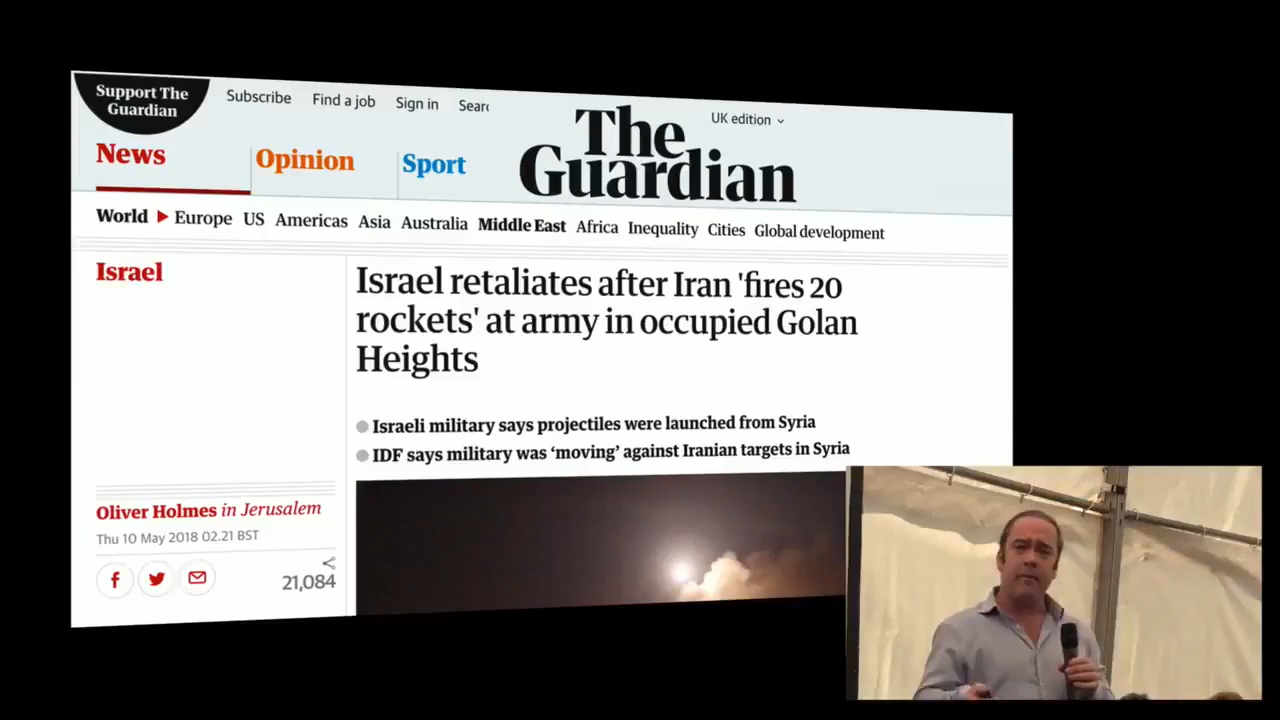 Support The
Guardian
Subscribe Find a job Sign in Sear
The
Guardian
UK edition
News Opinion Sport
World Europe US Americas Asia Australia Middle East Africa Inequality Cities Global development
Israel
Israel retaliates after Iran 'fires 20
rockets' at army in occupied Golan
Heights
Israeli military says projectiles were launched from Syria
IDF says military was ‘moving’ against Iranian targets in Syria
Oliver Holmes in Jerusalem
Thu 10 May 2018 02.21 BST
21,084